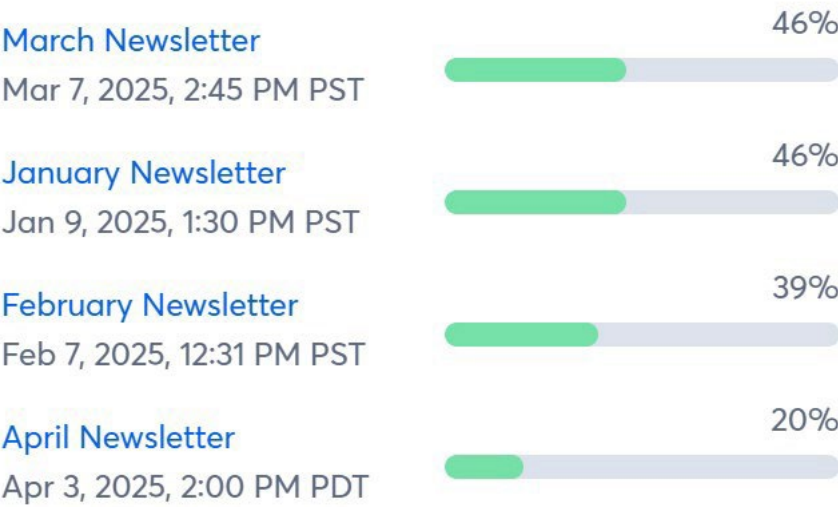 March Newsletter
46%
Mar 7, 2025, 2:45 PM PST
January Newsletter
46%
Jan 9, 2025, 1:30 PM PST
February Newsletter
39%
Feb 7, 2025, 12:31 PM PST
April Newsletter
20%
Apr 3, 2025, 2:00 PM PDT